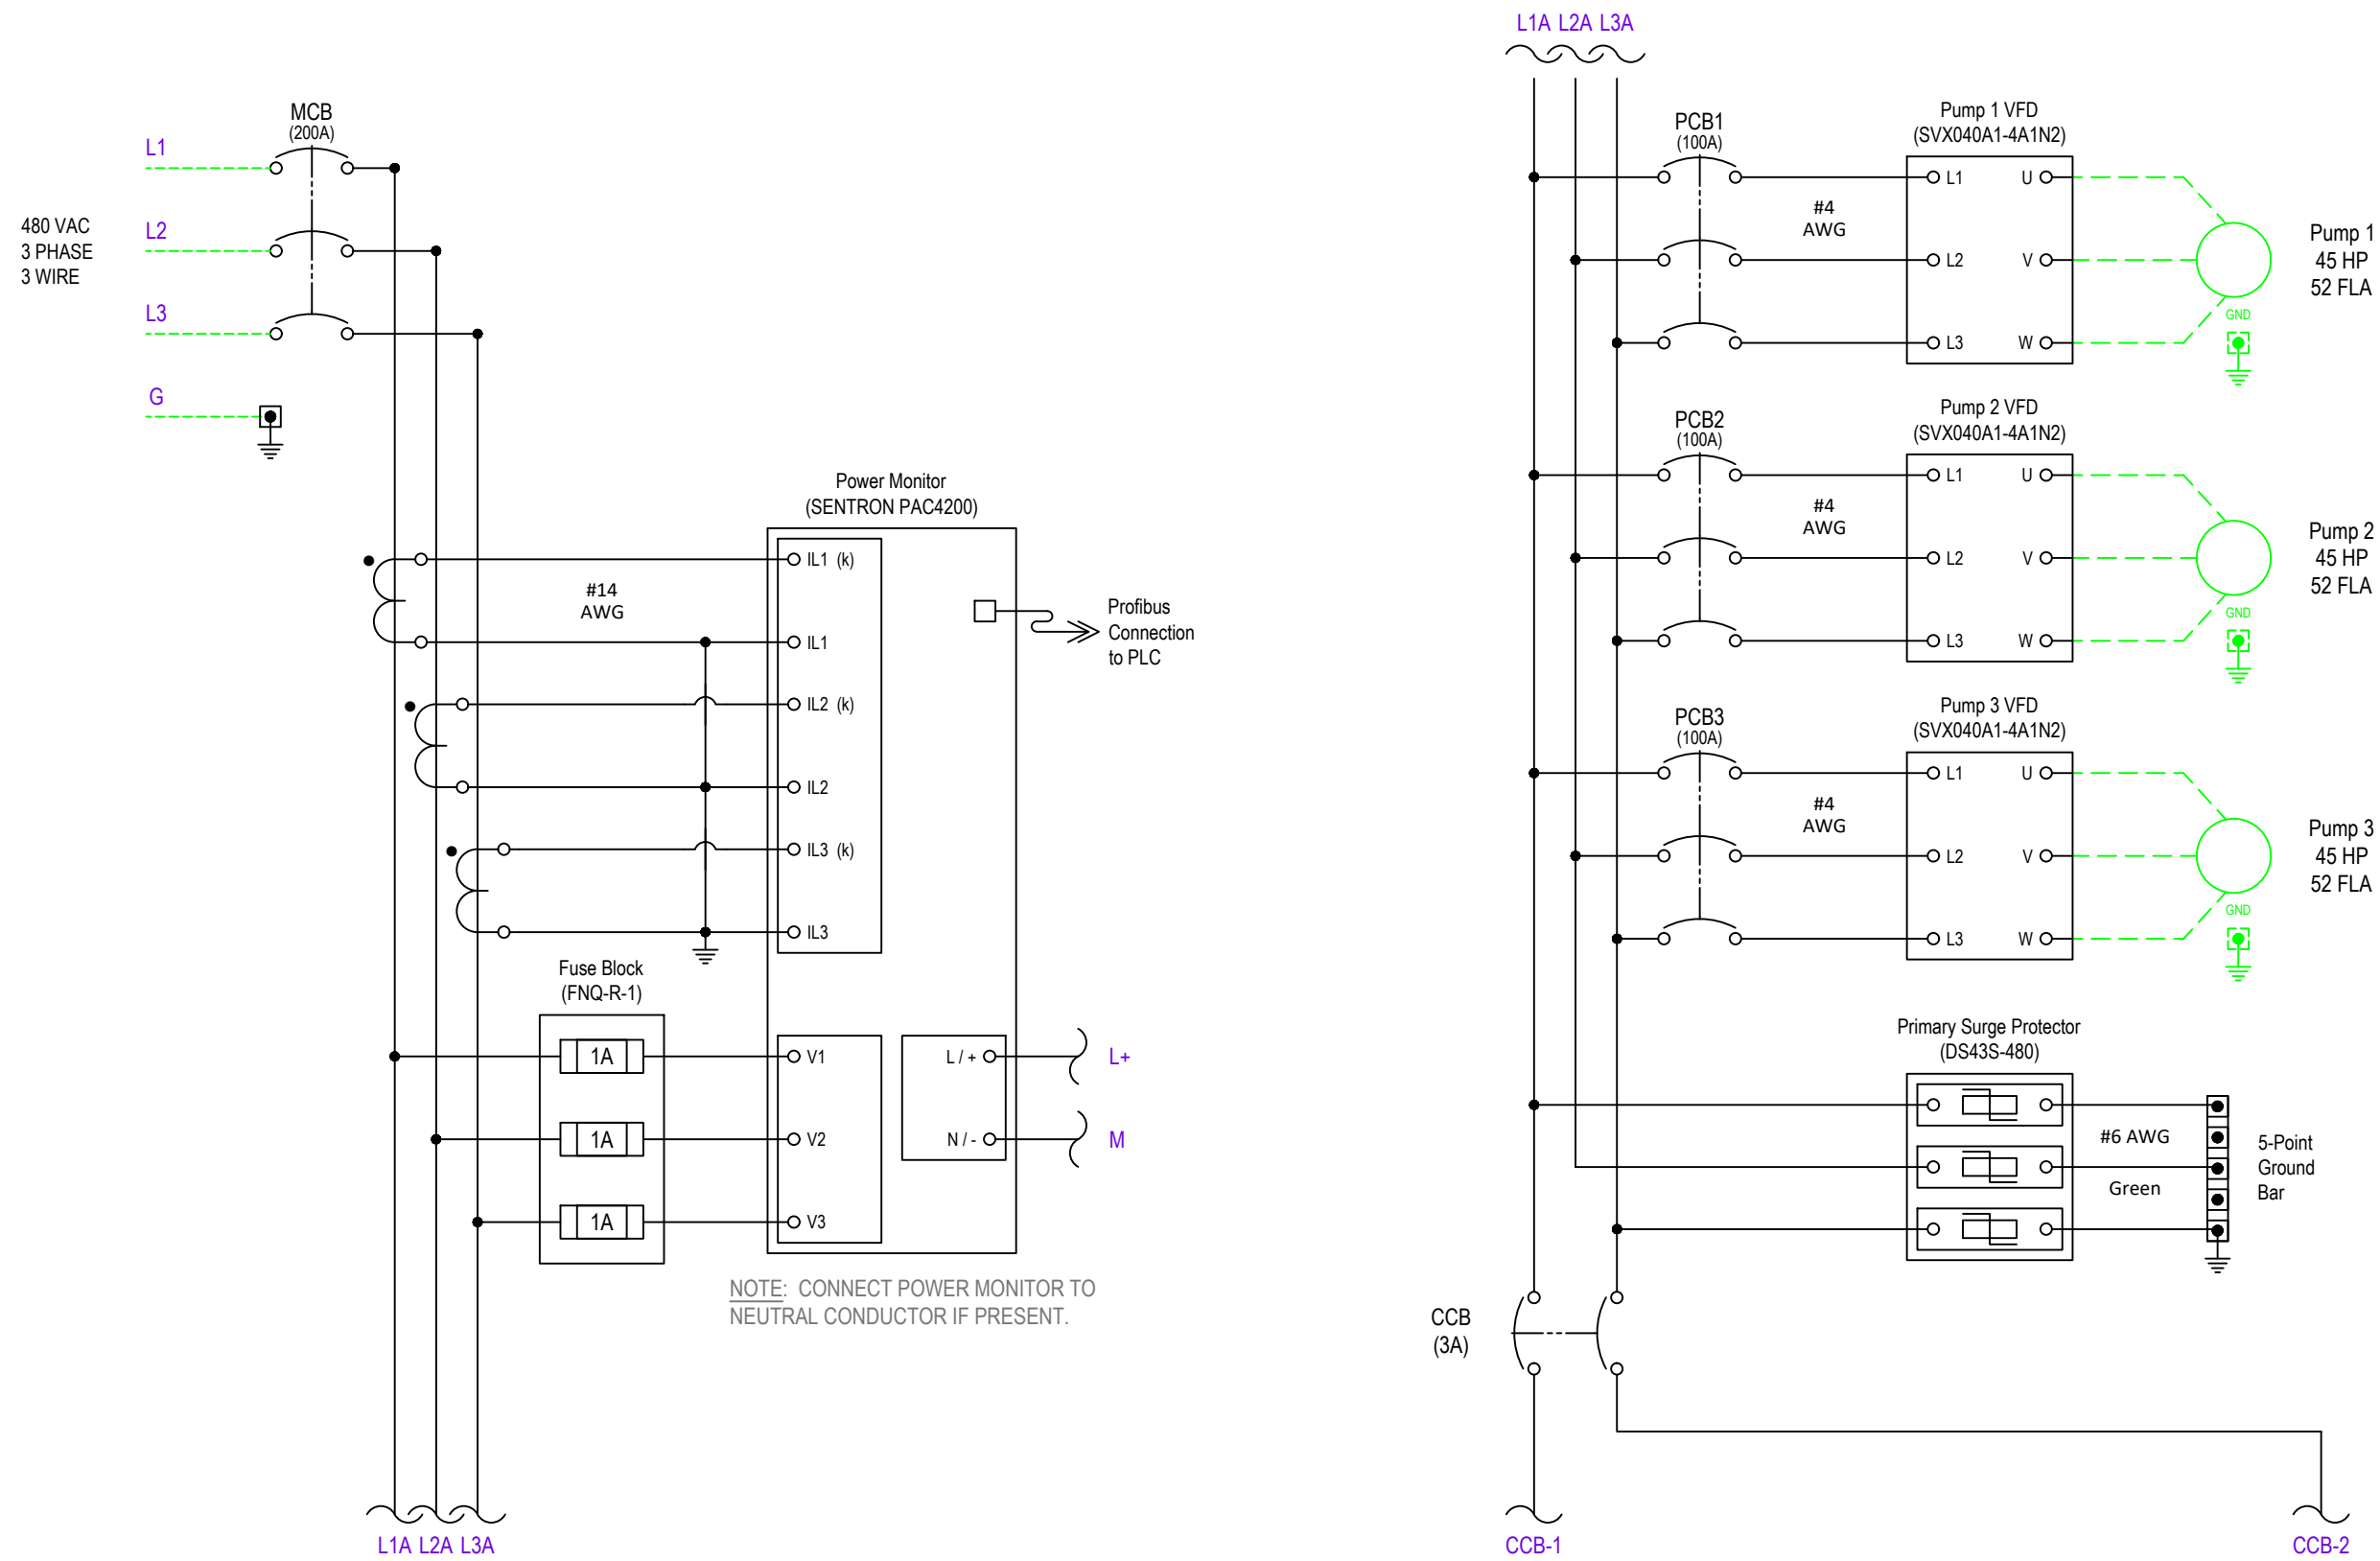 MCB
(200A)
L1
L2
L3
G
480 VAC
3 PHASE
3 WIRE
Power Monitor
(SENTRON PAC4200)
IL1 (k)
#14
AWG
IL1
IL2 (k)
IL2
IL3 (k)
IL3
Profibus
Connection
to PLC
Fuse Block
(FNQ-R-1)
1A
1A
1A
V1
V2
V3
L / +
N / -
L+
M
NOTE: CONNECT POWER MONITOR TO
NEUTRAL CONDUCTOR IF PRESENT.
L1A L2A L3A
L1A L2A L3A
PCB1
(100A)
#4
AWG
Pump 1 VFD
(SVX040A1-4A1N2)
L1 U
L2 V
L3 W
Pump 1
45 HP
52 FLA
GND
PCB2
(100A)
#4
AWG
Pump 2 VFD
(SVX040A1-4A1N2)
L1 U
L2 V
L3 W
Pump 2
45 HP
52 FLA
GND
PCB3
(100A)
#4
AWG
Pump 3 VFD
(SVX040A1-4A1N2)
L1 U
L2 V
L3 W
Pump 3
45 HP
52 FLA
GND
Primary Surge Protector
(DS43S-480)
#6 AWG
Green
5-Point
Ground
Bar
CCB
(3A)
CCB-1
CCB-2